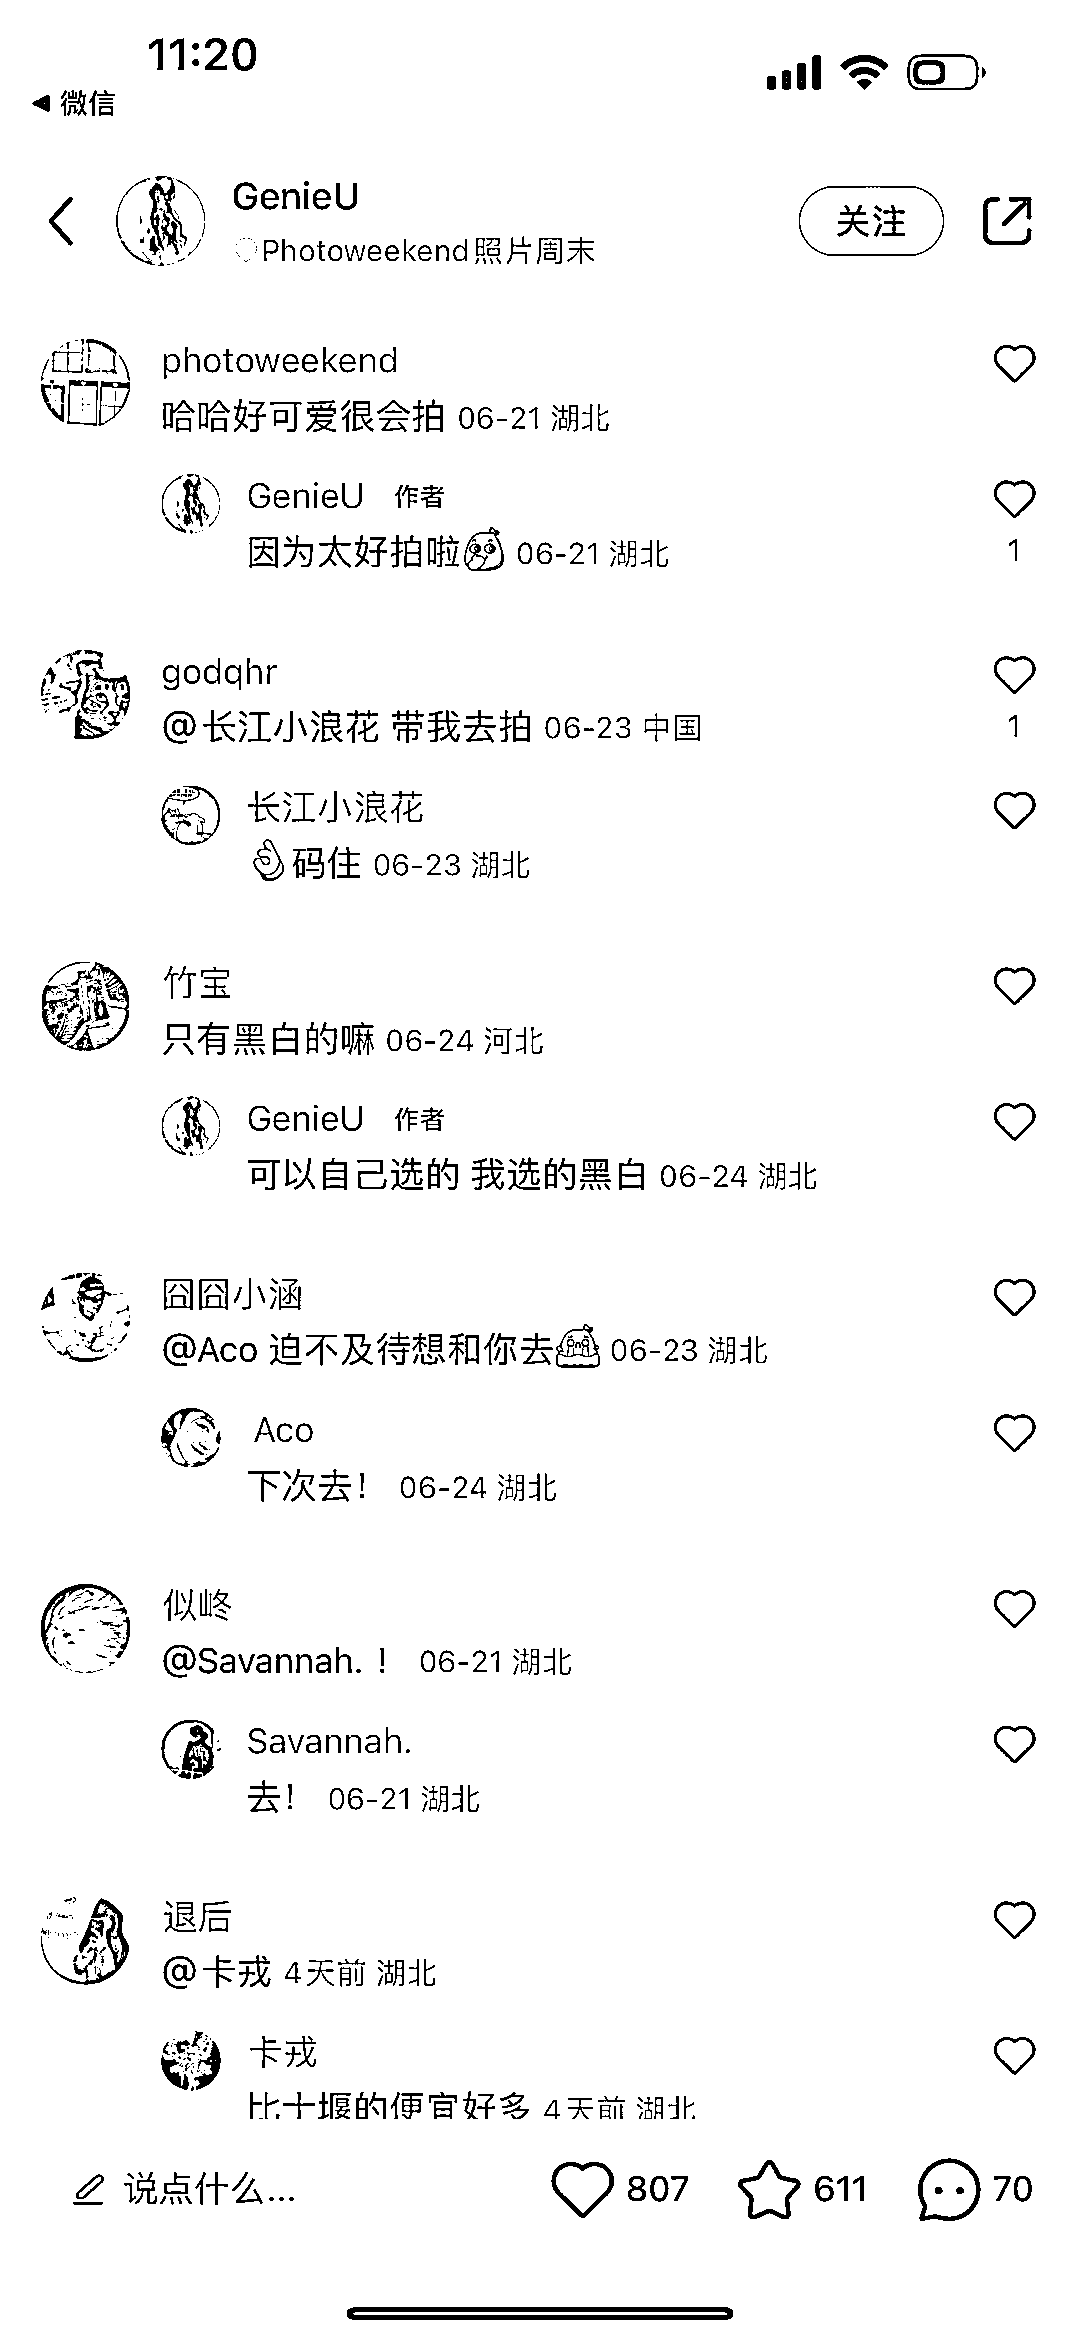 11:20
微信
GenieU
Photoweekend照片周末
关注
photoweekend
哈哈好可爱很会拍 06-21 湖北
GenieU 作者
因为太好拍啦 06-21 湖北
1
godqhr
@长江小浪花 带我去拍 06-23 中国
1
长江小浪花
👌码住 06-23 湖北
竹宝
只有黑白的嘛 06-24 河北
GenieU 作者
可以自己选的 我选的黑白 06-24 湖北
囧囧小涵
@Aco 迫不及待想和你去 06-23 湖北
Aco
下次去！ 06-24 湖北
似峂
@Savannah.！ 06-21 湖北
Savannah.
去！ 06-21 湖北
退后
@卡戎 4天前 湖北
卡戎
比十堰的便宜好多 4天前 湖北
说点什么...
807
611
70